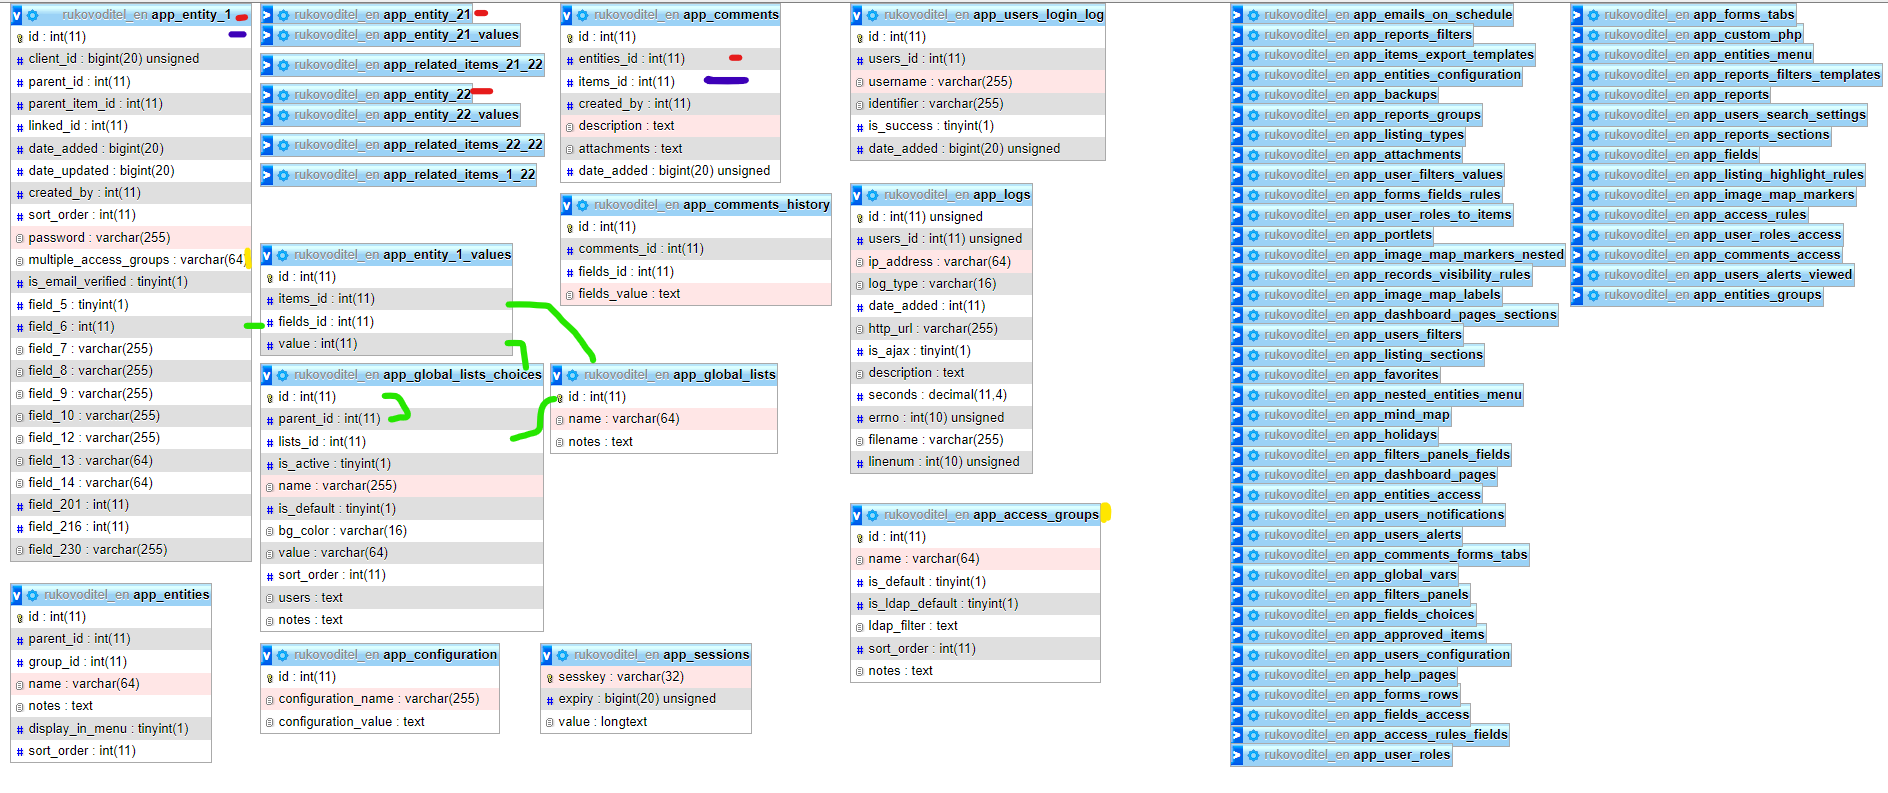 rukovoditel_en app_entity_1
id : int(11)
client_id : bigint(20) unsigned
parent_id : int(11)
parent_item_id : int(11)
linked_id : int(11)
date_added : bigint(20)
date_updated : bigint(20)
created_by : int(11)
sort_order : int(11)
password : varchar(255)
multiple_access_groups : varchar(64)
is_email_verified : tinyint(1)
field_5 : tinyint(1)
field_6 : int(11)
field_7 : varchar(255)
field_8 : varchar(255)
field_9 : varchar(255)
field_10 : varchar(255)
field_12 : varchar(255)
field_13 : varchar(64)
field_14 : varchar(64)
field_201 : int(11)
field_216 : int(11)
field_230 : varchar(255)
rukovoditel_en app_entities
id : int(11)
parent_id : int(11)
group_id : int(11)
name : varchar(64)
notes : text
display_in_menu : tinyint(1)
sort_order : int(11)
rukovoditel_en app_entity_21
rukovoditel_en app_entity_21_values
rukovoditel_en app_related_items_21_22
rukovoditel_en app_entity_22
rukovoditel_en app_entity_22_values
rukovoditel_en app_related_items_22_22
rukovoditel_en app_related_items_1_22
rukovoditel_en app_entity_1_values
id : int(11)
items_id : int(11)
fields_id : int(11)
value : int(11)
rukovoditel_en app_global_lists_choices
id : int(11)
parent_id : int(11)
lists_id : int(11)
is_active : tinyint(1)
name : varchar(255)
is_default : tinyint(1)
bg_color : varchar(16)
value : varchar(64)
sort_order : int(11)
users : text
notes : text
rukovoditel_en app_configuration
id : int(11)
configuration_name : varchar(255)
configuration_value : text
rukovoditel_en app_comments
id : int(11)
entities_id : int(11)
items_id : int(11)
created_by : int(11)
description : text
attachments : text
date_added : bigint(20) unsigned
rukovoditel_en app_comments_history
id : int(11)
comments_id : int(11)
fields_id : int(11)
fields_value : text
rukovoditel_en app_global_lists
id : int(11)
name : varchar(64)
notes : text
rukovoditel_en app_sessions
sesskey : varchar(32)
expiry : bigint(20) unsigned
value : longtext
rukovoditel_en app_users_login_log
id : int(11)
users_id : int(11)
username : varchar(255)
identifier : varchar(255)
is_success : tinyint(1)
date_added : bigint(20) unsigned
rukovoditel_en app_logs
id : int(11) unsigned
users_id : int(11) unsigned
ip_address : varchar(64)
log_type : varchar(16)
date_added : int(11)
http_url : varchar(255)
is_ajax : tinyint(1)
description : text
seconds : decimal(11,4)
errno : int(10) unsigned
filename : varchar(255)
linenum : int(10) unsigned
rukovoditel_en app_access_groups
id : int(11)
name : varchar(64)
is_default : tinyint(1)
is_ldap_default : tinyint(1)
ldap_filter : text
sort_order : int(11)
notes : text
rukovoditel_en app_emails_on_schedule
rukovoditel_en app_reports_filters
rukovoditel_en app_items_export_templates
rukovoditel_en app_entities_configuration
rukovoditel_en app_backups
rukovoditel_en app_reports_groups
rukovoditel_en app_listing_types
rukovoditel_en app_attachments
rukovoditel_en app_user_filters_values
rukovoditel_en app_forms_fields_rules
rukovoditel_en app_user_roles_to_items
rukovoditel_en app_portlets
rukovoditel_en app_image_map_markers_nested
rukovoditel_en app_records_visibility_rules
rukovoditel_en app_image_map_labels
rukovoditel_en app_dashboard_pages_sections
rukovoditel_en app_users_filters
rukovoditel_en app_listing_sections
rukovoditel_en app_favorites
rukovoditel_en app_nested_entities_menu
rukovoditel_en app_mind_map
rukovoditel_en app_holidays
rukovoditel_en app_filters_panels_fields
rukovoditel_en app_dashboard_pages
rukovoditel_en app_entities_access
rukovoditel_en app_users_notifications
rukovoditel_en app_users_alerts
rukovoditel_en app_comments_forms_tabs
rukovoditel_en app_global_vars
rukovoditel_en app_filters_panels
rukovoditel_en app_fields_choices
rukovoditel_en app_approved_items
rukovoditel_en app_users_configuration
rukovoditel_en app_help_pages
rukovoditel_en app_forms_rows
rukovoditel_en app_fields_access
rukovoditel_en app_access_rules_fields
rukovoditel_en app_user_roles
rukovoditel_en app_forms_tabs
rukovoditel_en app_custom_php
rukovoditel_en app_entities_menu
rukovoditel_en app_reports_filters_templates
rukovoditel_en app_reports
rukovoditel_en app_users_search_settings
rukovoditel_en app_reports_sections
rukovoditel_en app_fields
rukovoditel_en app_listing_highlight_rules
rukovoditel_en app_image_map_markers
rukovoditel_en app_access_rules
rukovoditel_en app_user_roles_access
rukovoditel_en app_comments_access
rukovoditel_en app_users_alerts_viewed
rukovoditel_en app_entities_groups